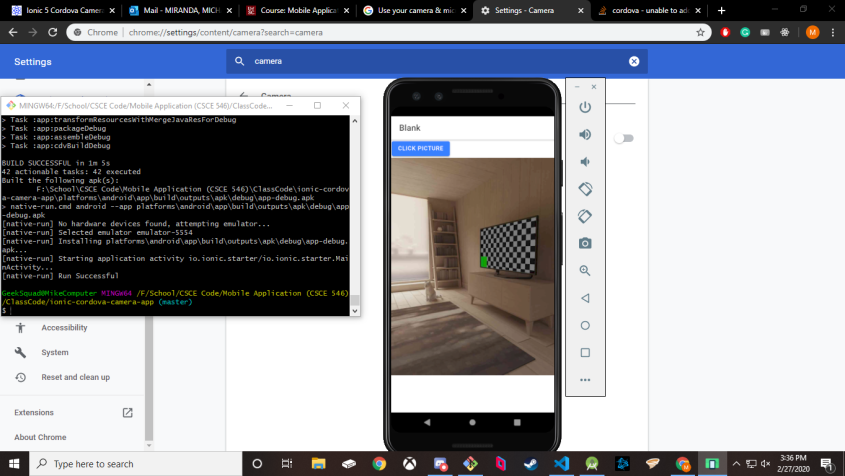 Ionic 5 Cordova Camera
Mail - MIRANDA, MICH
Course: Mobile Applica
Use your camera & mic
Settings - Camera
cordova - unable to ad
Chrome | chrome://settings/content/camera?search=camera
M
Settings
camera
Camera
MINGW64:/F/School/CSCE Code/Mobile Application (CSCE 546)/ClassCode...
> Task :app:transformResourcesWithMergeJavaResForDebug
> Task :app:packageDebug
> Task :app:assembleDebug
> Task :app:cdvBuildDebug
BUILD SUCCESSFUL in 1m 5s
42 actionable tasks: 42 executed
Built the following apk(s):
F:\School\CSCE Code\Mobile Application (CSCE 546)\ClassCode\ionic-cordov
a-camera-app\platforms\android\app\build\outputs\apk\debug\app-debug.apk
> native-run.cmd android --app platforms\android\app\build\outputs\apk\debug\app
-debug.apk
[native-run] No hardware devices found, attempting emulator...
[native-run] Selected emulator emulator-5554
[native-run] Installing platforms\android\app\build\outputs\apk\debug\app-debug.
apk...
[native-run] Starting application activity io.ionic.starter/io.ionic.starter.Mai
nActivity...
[native-run] Run Successful
GeekSquad@MikeComputer MINGW64 /F/School/CSCE Code/Mobile Application (CSCE 546)
/ClassCode/ionic-cordova-camera-app (master)
$
Blank
CLICK PICTURE
Accessibility
System
Reset and clean up
Extensions
About Chrome
Type here to search
3:36 PM
2/27/2020